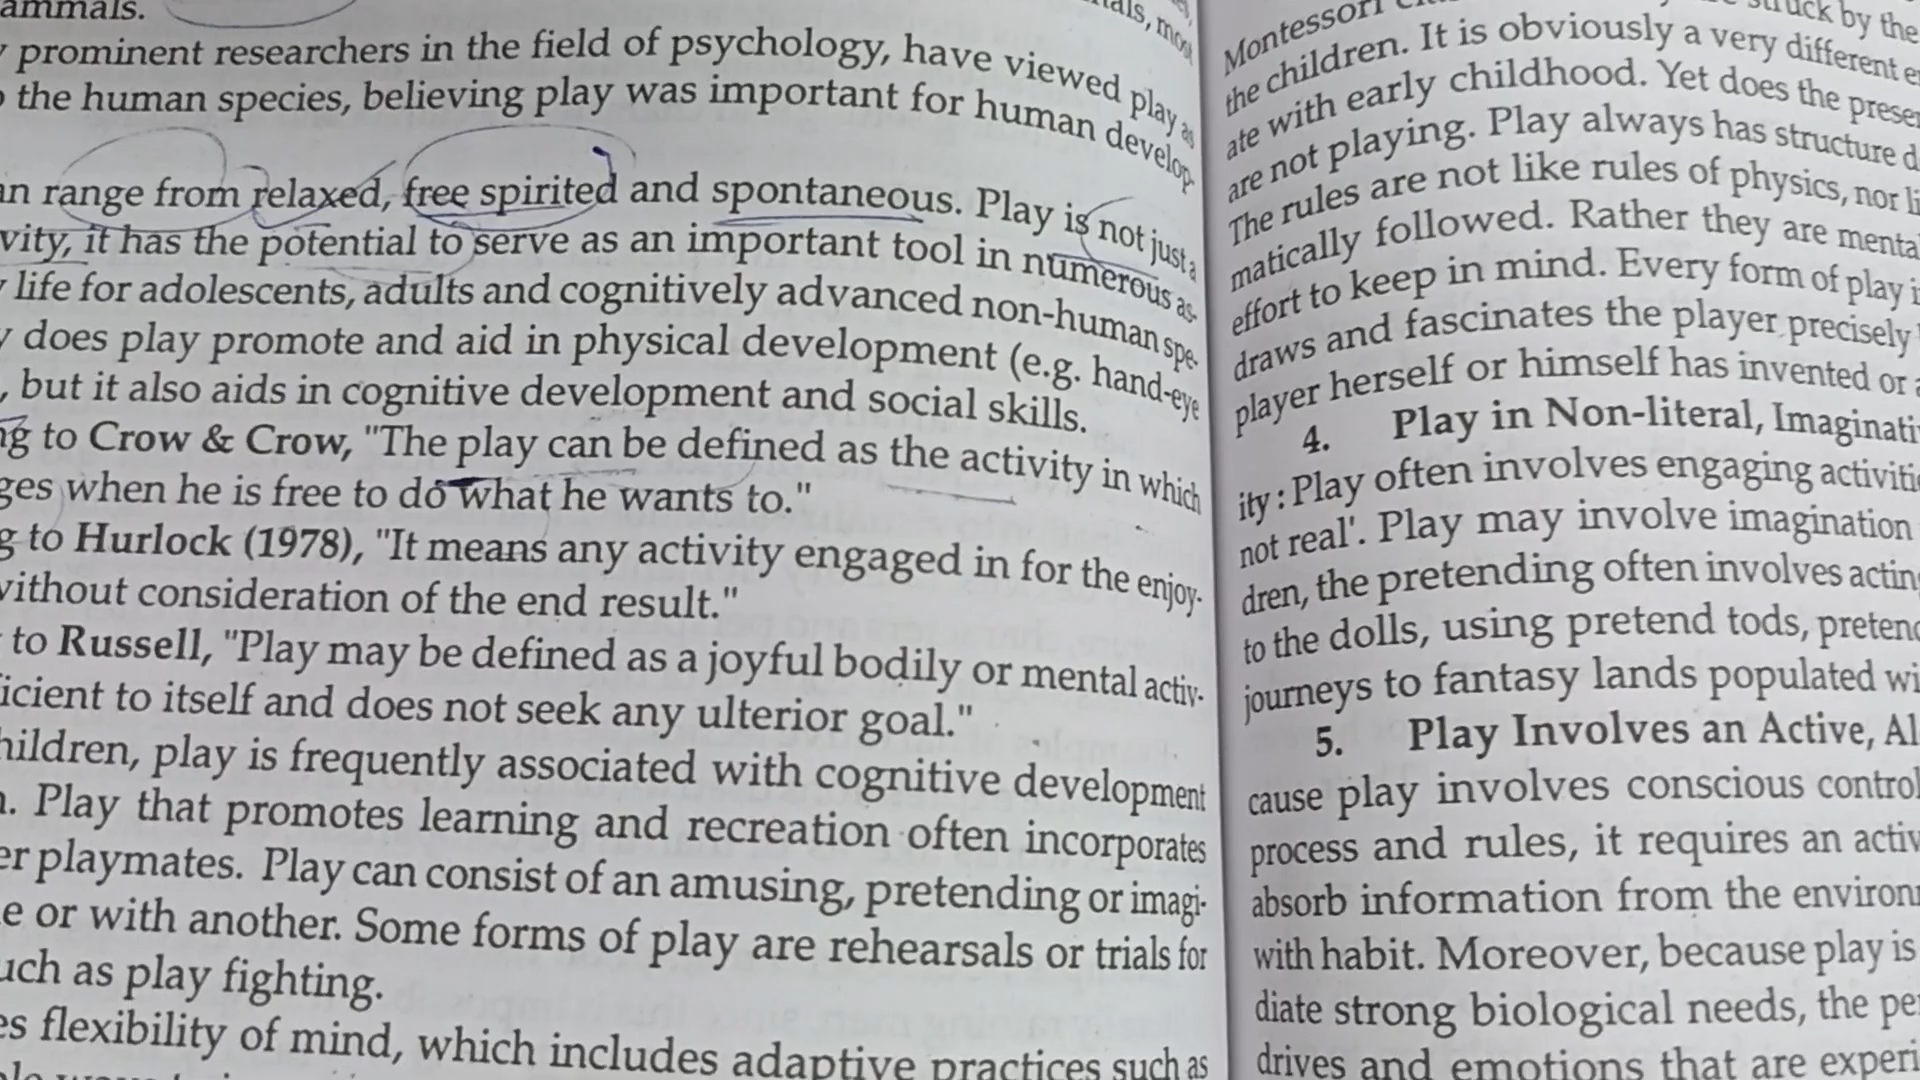 ammals.
prominent researchers in the field of psychology, have viewed play as
the human species, believing play was important for human develop-
range from relaxed, free spirited and spontaneous. Play is not just a
vity, it has the potential to serve as an important tool in numerous as-
life for adolescents, adults and cognitively advanced non-human spe-
does play promote and aid in physical development (e.g. hand-eye
, but it also aids in cognitive development and social skills.
to Crow & Crow, "The play can be defined as the activity in which
ges when he is free to do what he wants to."
to Hurlock (1978), "It means any activity engaged in for the enjoy-
without consideration of the end result."
to Russell, "Play may be defined as a joyful bodily or mental activ-
icient to itself and does not seek any ulterior goal."
hildren, play is frequently associated with cognitive development
. Play that promotes learning and recreation often incorporates
er playmates. Play can consist of an amusing, pretending or imagi-
e or with another. Some forms of play are rehearsals or trials for
uch as play fighting.
es flexibility of mind, which includes adaptive practices such as
Montessori
the children. It is obviously a very different
ate with early childhood. Yet does the
are not playing. Play always has structure
The rules are not like rules of physics, nor
matically followed. Rather they are menta
effort to keep in mind. Every form of play
draws and fascinates the player precisely
player herself or himself has invented or
4. Play in Non-literal, Imaginati
ity : Play often involves engaging activiti
not real'. Play may involve imagination
dren, the pretending often involves actin
to the dolls, using pretend tods, preten
journeys to fantasy lands populated wi
5. Play Involves an Active, Al
cause play involves conscious control
process and rules, it requires an activ
absorb information from the environ
with habit. Moreover, because play is
diate strong biological needs, the pe
drives and emotions that are experi